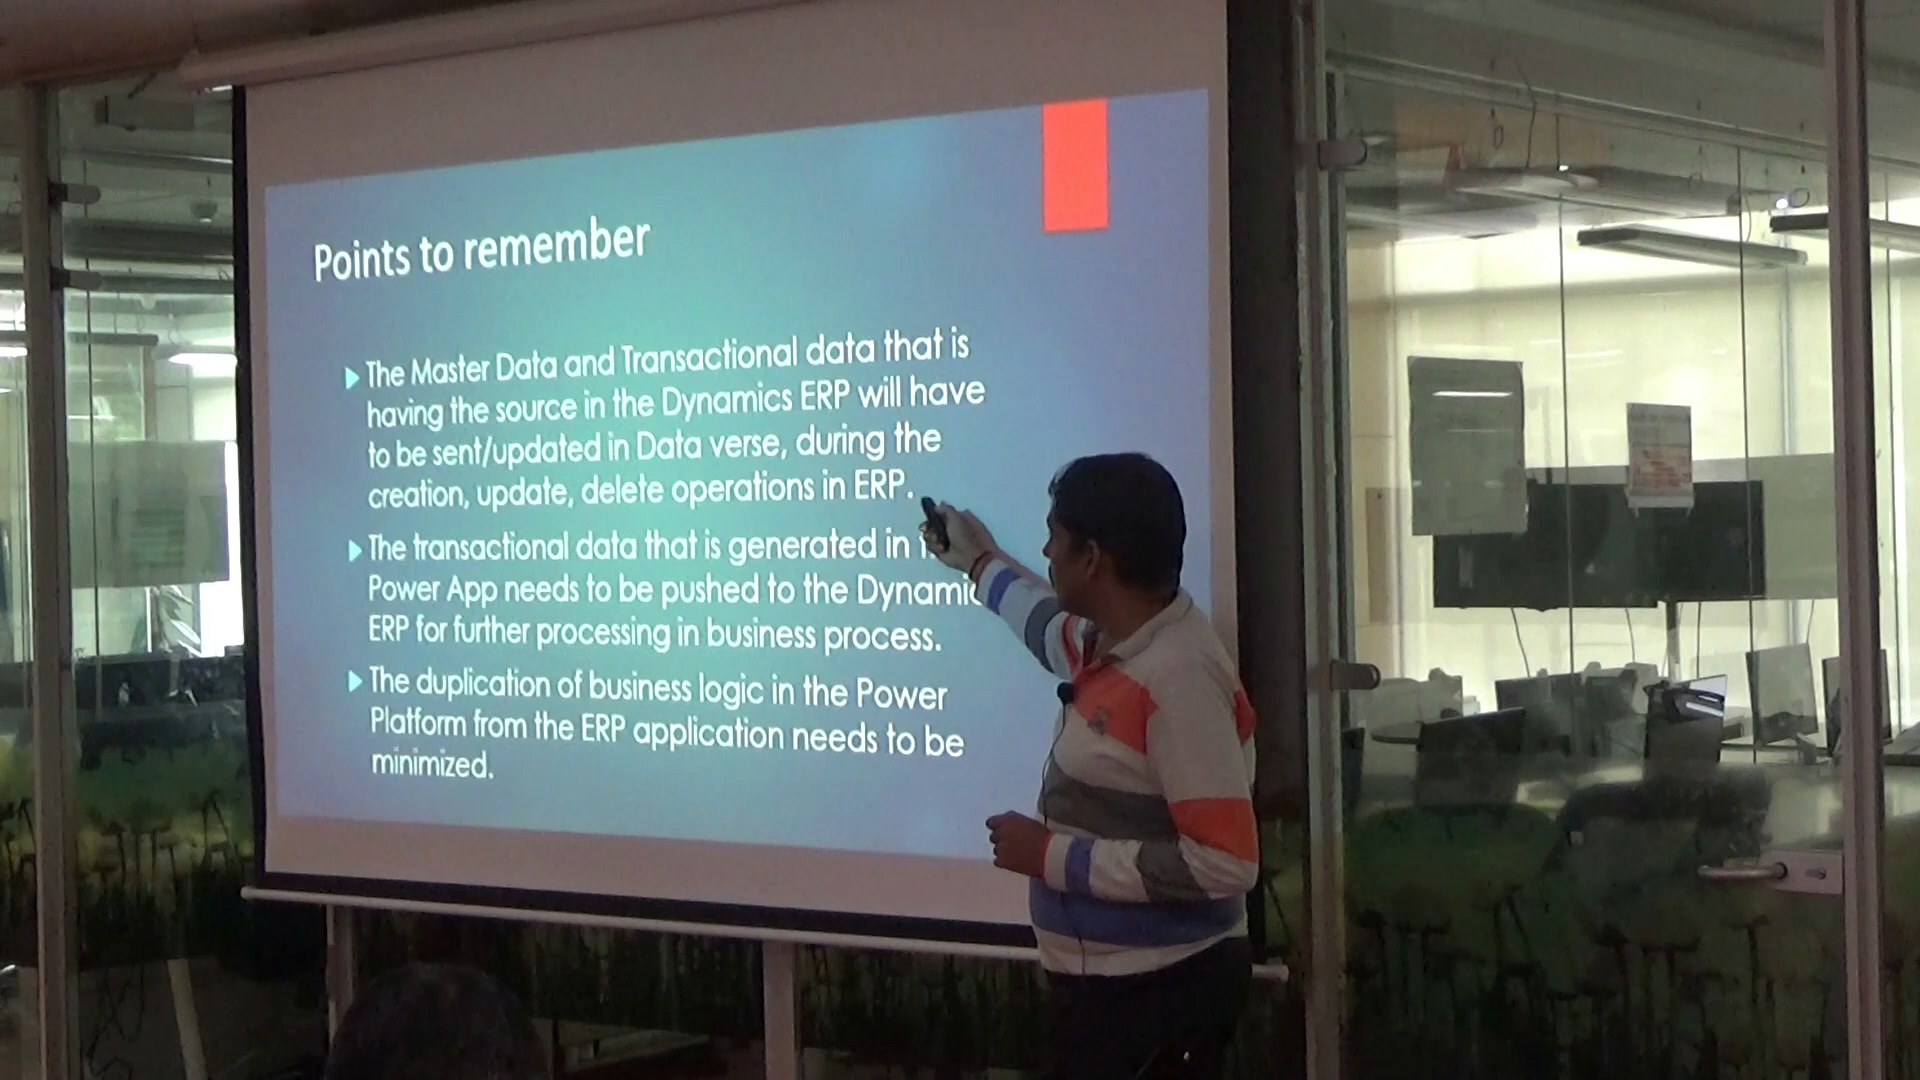 Points to remember
The Master Data and Transactional data that is
having the source in the Dynamics ERP will have
to be sent/updated in Data verse, during the
creation, update, delete operations in ERP.
The transactional data that is generated in
Power App needs to be pushed to the Dynamic
ERP for further processing in business process.
The duplication of business logic in the Power
Platform from the ERP application needs to be
minimized.